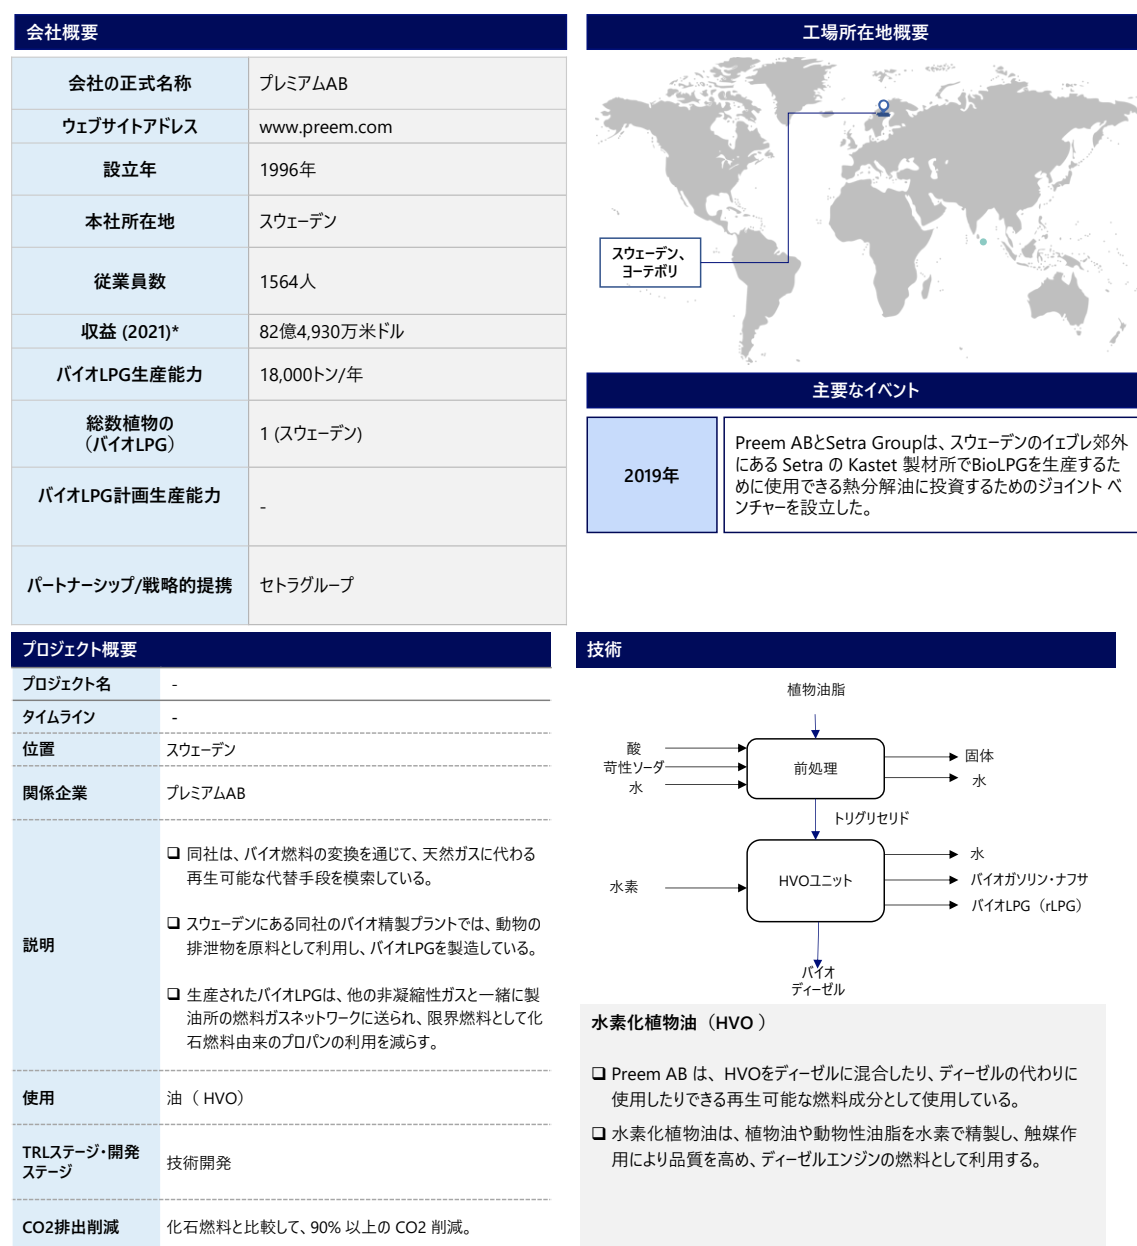 会社概要
会社の正式名称 プレミアムAB
ウェブサイトアドレス www.preem.com
設立年 1996年
本社所在地 スウェーデン
従業員数 1564人
収益 (2021)* 82億4,930万米ドル
バイオLPG生産能力 18,000トン/年
総数植物の
（バイオLPG） 1 (スウェーデン)
バイオLPG計画生産能力 -
パートナーシップ/戦略的提携 セトラグループ
工場所在地概要
スウェーデン、
ヨーテボリ
主要なイベント
2019年
Preem ABとSetra Groupは、スウェーデンのイェブレ郊外
にある Setra の Kastet 製材所でBioLPGを生産するた
めに使用できる熱分解油に投資するためのジョイント ベ
ンチャーを設立した。
プロジェクト概要
プロジェクト名 -
タイムライン -
位置 スウェーデン
関係企業 プレミアムAB
説明
❑ 同社は、バイオ燃料の変換を通じて、天然ガスに代わる
再生可能な代替手段を模索している。
❑ スウェーデンにある同社のバイオ精製プラントでは、動物の
排泄物を原料として利用し、バイオLPGを製造している。
❑ 生産されたバイオLPGは、他の非凝縮性ガスと一緒に製
油所の燃料ガスネットワークに送られ、限界燃料として化
石燃料由来のプロパンの利用を減らす。
使用 油（ HVO）
TRLステージ・開発
ステージ 技術開発
CO2排出削減 化石燃料と比較して、90% 以上の CO2 削減。
技術
植物油脂
酸
苛性ソーダ
水
前処理
固体
水
トリグリセリド
水素
HVOユニット
水
バイオガソリン・ナフサ
バイオLPG（rLPG）
バイオ
ディーゼル
水素化植物油（HVO ）
❑ Preem AB は、 HVOをディーゼルに混合したり、ディーゼルの代わりに
使用したりできる再生可能な燃料成分として使用している。
❑ 水素化植物油は、植物油や動物性油脂を水素で精製し、触媒作
用により品質を高め、ディーゼルエンジンの燃料として利用する。